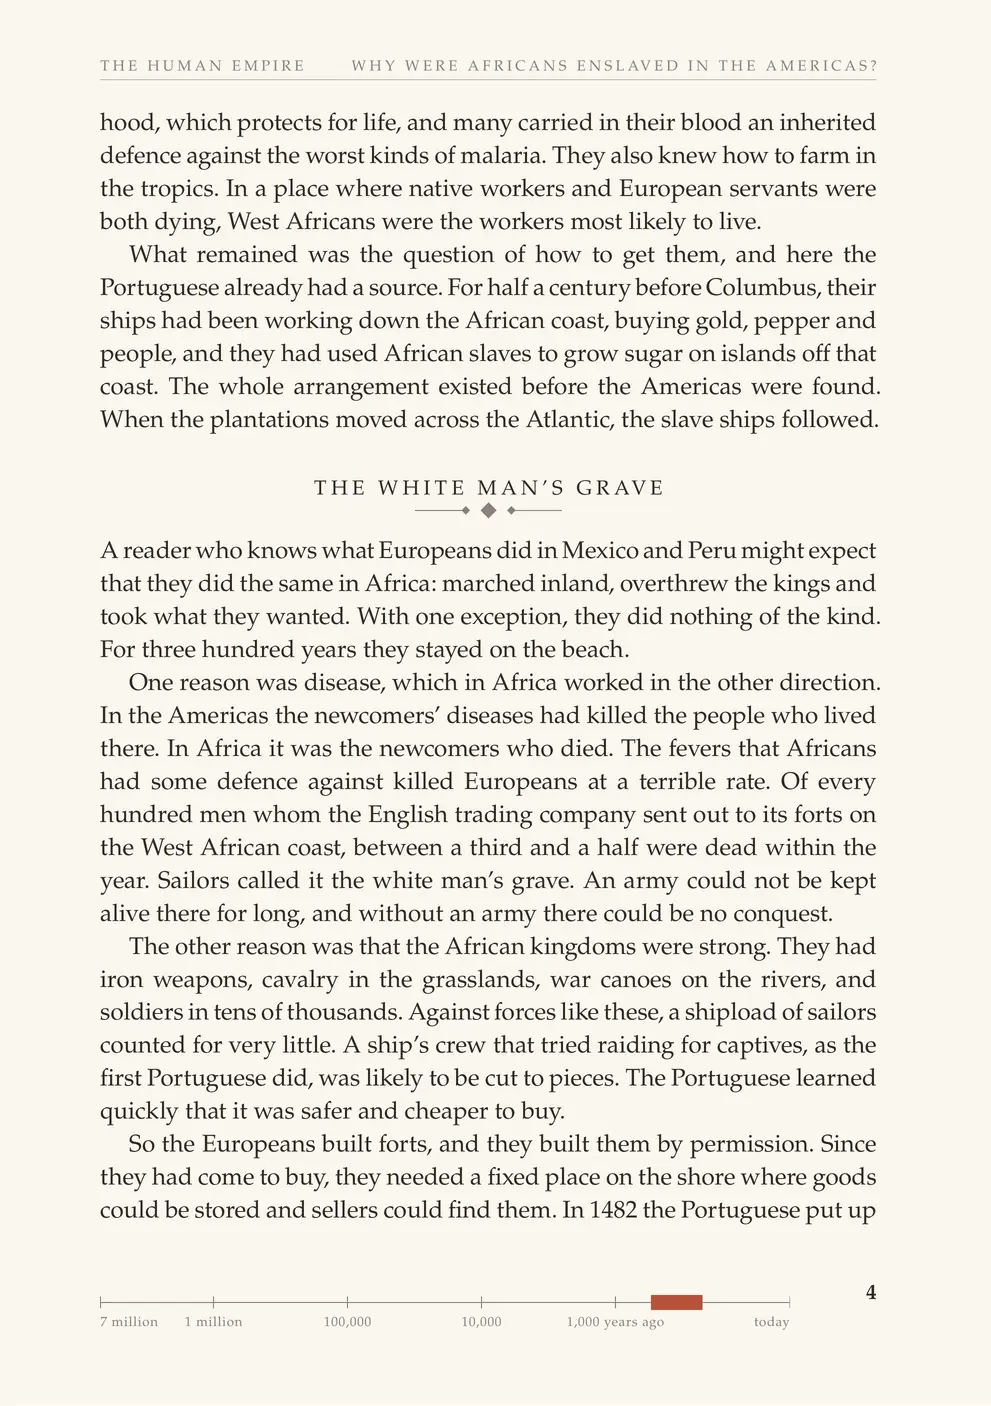 THE HUMAN EMPIRE WHY WERE AFRICANS ENSLAVED IN THE AMERICAS?
hood, which protects for life, and many carried in their blood an inherited
defence against the worst kinds of malaria. They also knew how to farm in
the tropics. In a place where native workers and European servants were
both dying, West Africans were the workers most likely to live.
What remained was the question of how to get them, and here the
Portuguese already had a source. For half a century before Columbus, their
ships had been working down the African coast, buying gold, pepper and
people, and they had used African slaves to grow sugar on islands off that
coast. The whole arrangement existed before the Americas were found.
When the plantations moved across the Atlantic, the slave ships followed.
THE WHITE MAN’S GRAVE
A reader who knows what Europeans did in Mexico and Peru might expect
that they did the same in Africa: marched inland, overthrew the kings and
took what they wanted. With one exception, they did nothing of the kind.
For three hundred years they stayed on the beach.
One reason was disease, which in Africa worked in the other direction.
In the Americas the newcomers’ diseases had killed the people who lived
there. In Africa it was the newcomers who died. The fevers that Africans
had some defence against killed Europeans at a terrible rate. Of every
hundred men whom the English trading company sent out to its forts on
the West African coast, between a third and a half were dead within the
year. Sailors called it the white man’s grave. An army could not be kept
alive there for long, and without an army there could be no conquest.
The other reason was that the African kingdoms were strong. They had
iron weapons, cavalry in the grasslands, war canoes on the rivers, and
soldiers in tens of thousands. Against forces like these, a shipload of sailors
counted for very little. A ship’s crew that tried raiding for captives, as the
first Portuguese did, was likely to be cut to pieces. The Portuguese learned
quickly that it was safer and cheaper to buy.
So the Europeans built forts, and they built them by permission. Since
they had come to buy, they needed a fixed place on the shore where goods
could be stored and sellers could find them. In 1482 the Portuguese put up
4
7 million 1 million 100,000 10,000 1,000 years ago today